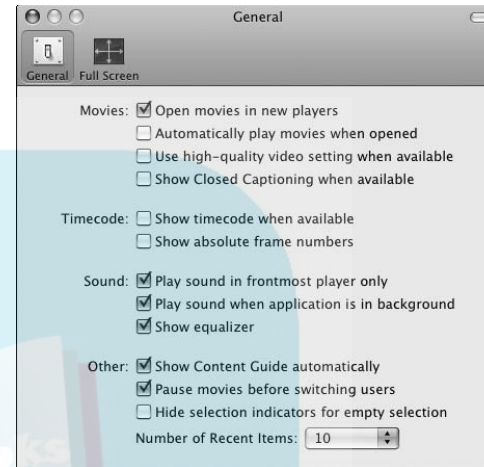 General
General Full Screen
Movies: Open movies in new players
Automatically play movies when opened
Use high-quality video setting when available
Show Closed Captioning when available
Timecode: Show timecode when available
Show absolute frame numbers
Sound: Play sound in frontmost player only
Play sound when application is in background
Show equalizer
Other: Show Content Guide automatically
Pause movies before switching users
Hide selection indicators for empty selection
Number of Recent Items: 10